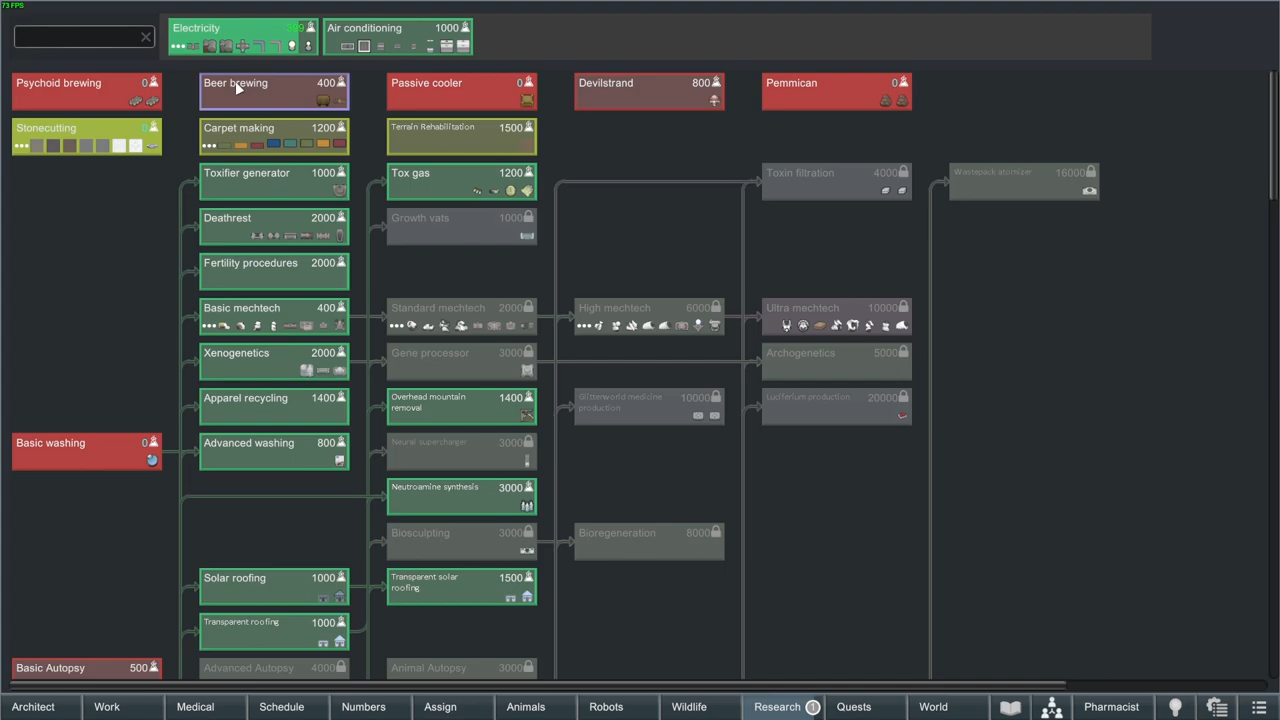 73 FPS
Electricity
Air conditioning 1000
Psychoid brewing 0
Beer brewing 400
Passive cooler 0
Devilstrand 800
Pemmican 0
Stonecutting 0
Carpet making 1200
Terrain Rehabilitation 1500
Toxifier generator 1000
Tox gas 1200
Toxin filtration 4000
Wastepack atomizer 16000
Deathrest 2000
Growth vats 1000
Fertility procedures 2000
Basic mechtech 400
Standard mechtech 2000
High mechtech 6000
Ultra mechtech 10000
Xenogenetics 2000
Gene processor 3000
Archogenetics 5000
Apparel recycling 1400
Overhead mountain removal 1400
Glitterworld medicine production 10000
Luciferium production 20000
Basic washing 0
Advanced washing 800
Neural supercharger 3000
Neutroamine synthesis 3000
Biosculpting 3000
Bioregeneration 8000
Solar roofing 1000
Transparent solar roofing 1500
Transparent roofing 1000
Basic Autopsy 500
Advanced Autopsy 4000
Animal Autopsy 3000
Architect
Work
Medical
Schedule
Numbers
Assign
Animals
Robots
Wildlife
Research 1
Quests
World
Pharmacist